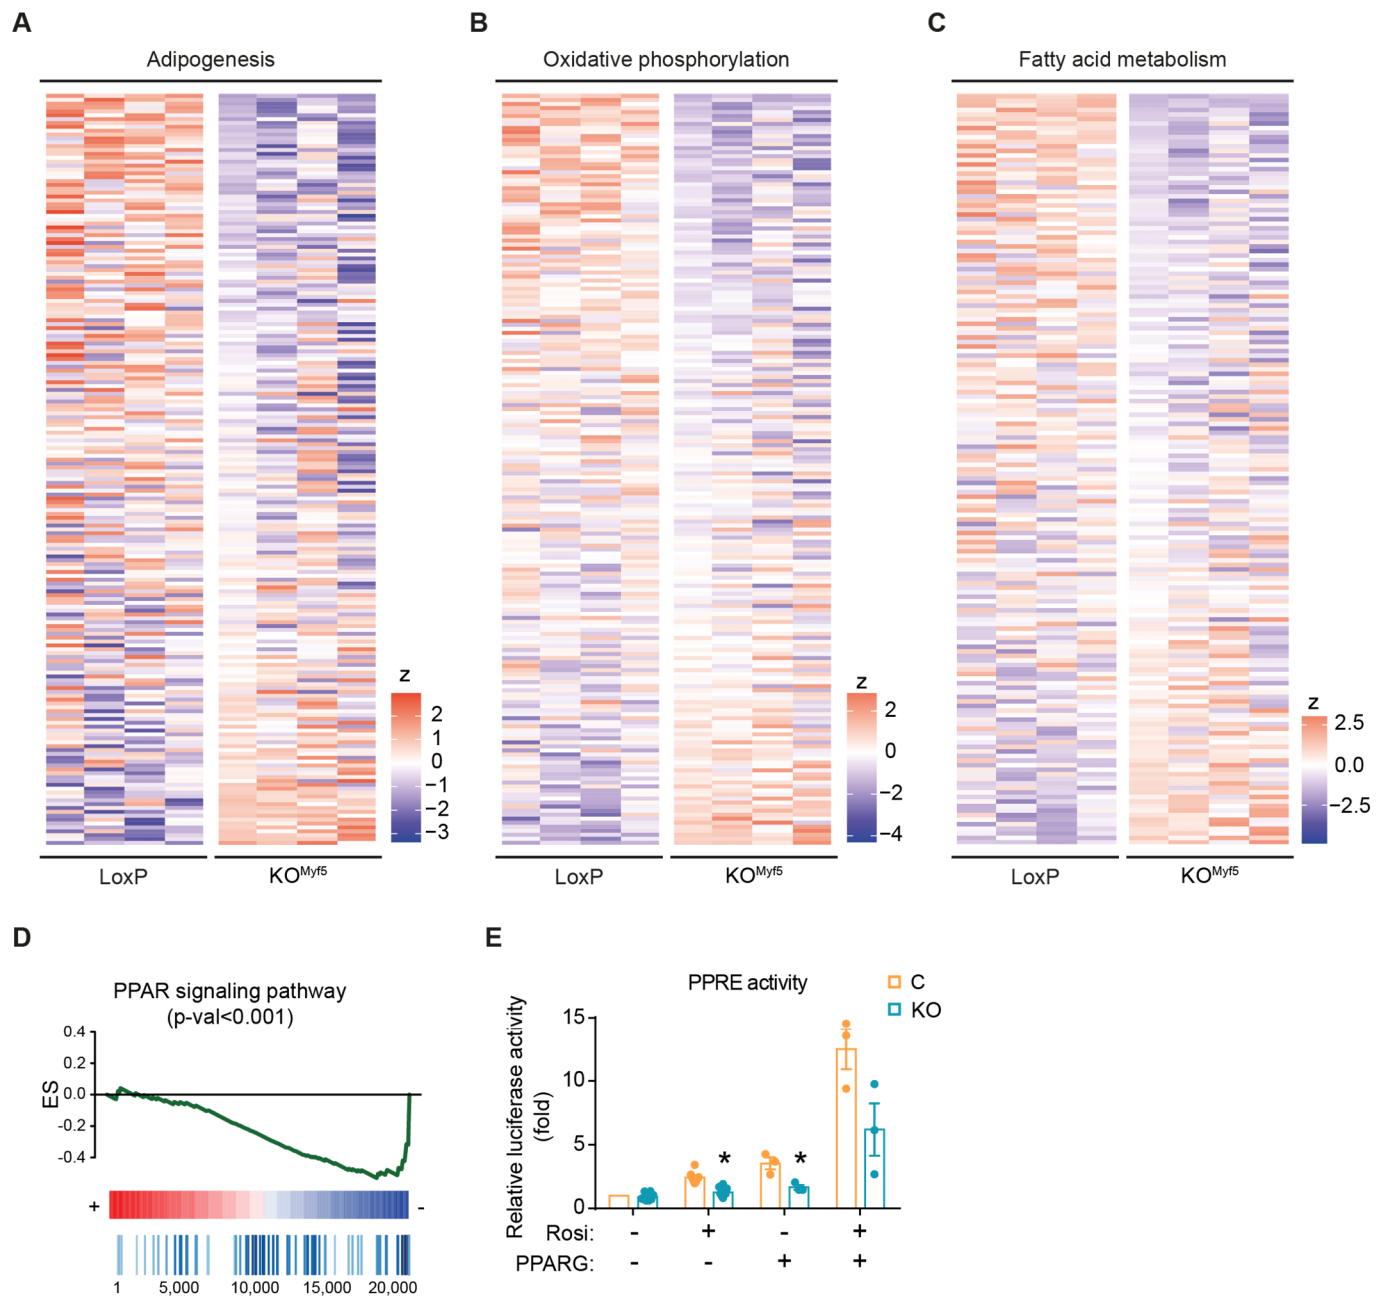 A
Adipogenesis
z
2
1
0
−1
−2
−3
LoxP
KOMyf5
B
Oxidative phosphorylation
z
2
0
−2
−4
LoxP
KOMyf5
C
Fatty acid metabolism
z
2.5
0.0
−2.5
LoxP
KOMyf5
D
PPAR signaling pathway
(p-val<0.001)
ES
0.4
0.2
0.0
-0.2
-0.4
+ -
1 5,000 10,000 15,000 20,000
E
PPRE activity
C
KO
Relative luciferase activity
(fold)
15
10
5
0
* *
Rosi: - + - +
PPARG: - - + +